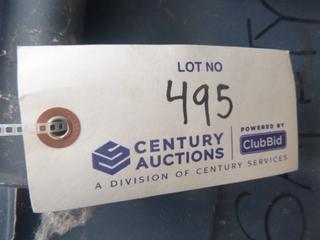 LOT NO
495
CENTURY AUCTIONS
POWERED BY
ClubBid
A DIVISION OF CENTURY SERVICES